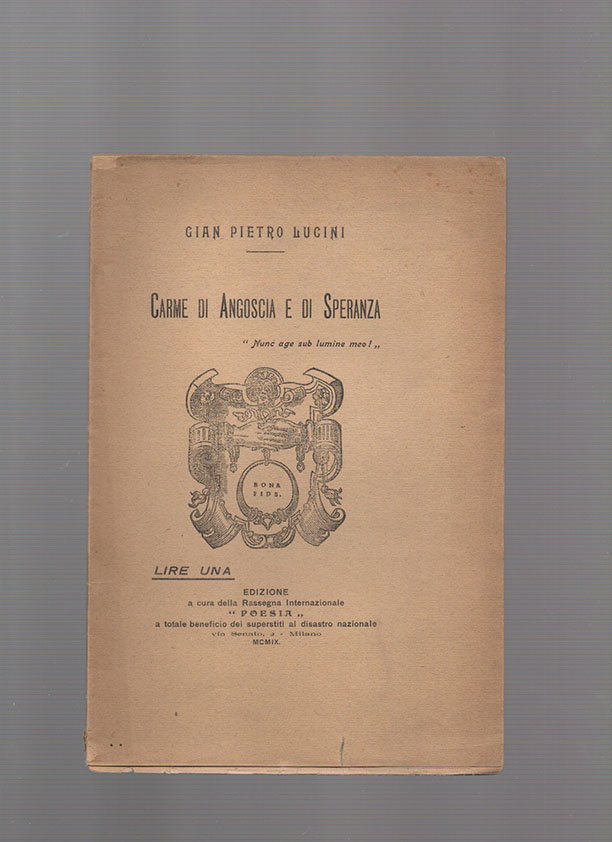 GIAN PIETRO LUCINI
CARME DI ANGOSCIA E DI SPERANZA
" Nunc age sub lumine meo! „
BONA
FIDE.
LIRE UNA
EDIZIONE
a cura della Rassegna Internazionale
" POESIA „
a totale beneficio dei superstiti al disastro nazionale
via Senato, 2 - Milano
MCMIX.